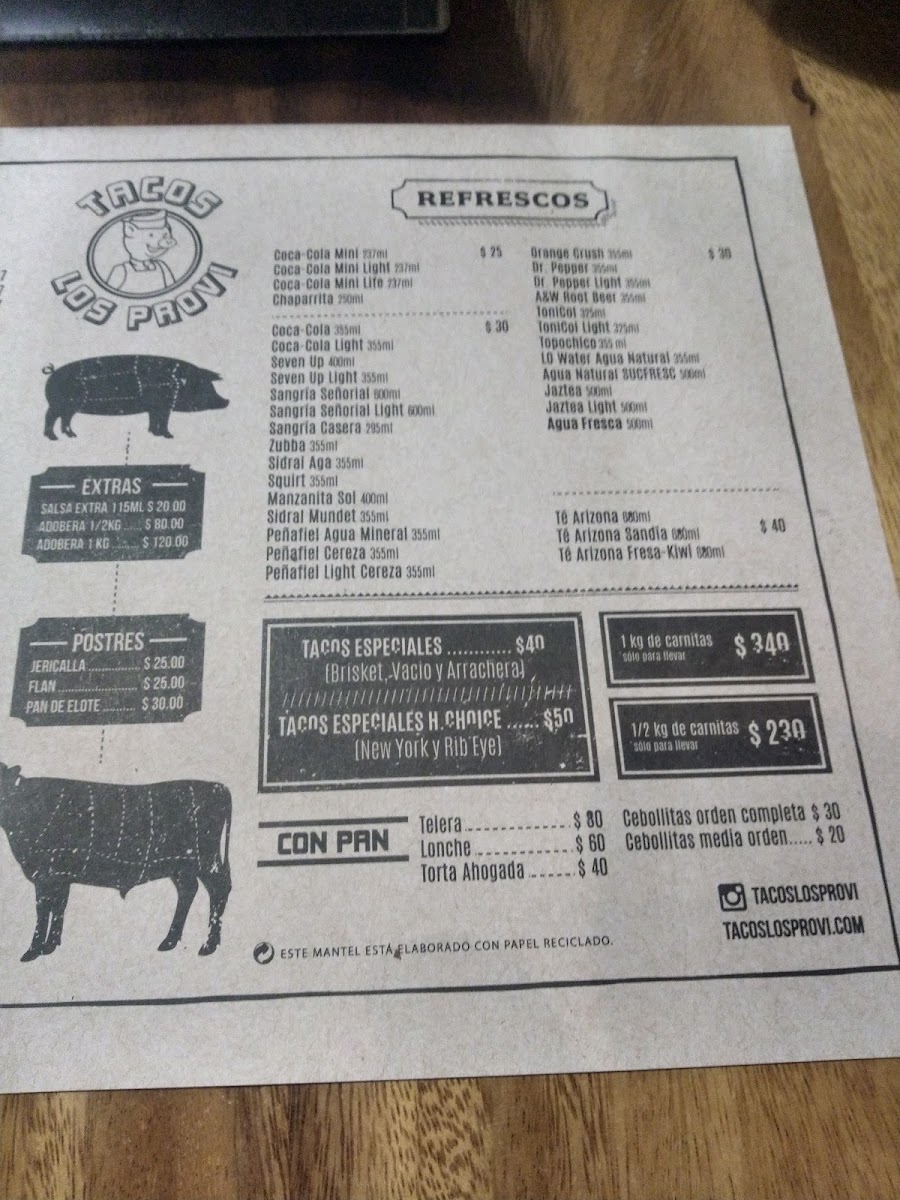 TACOS
LOS PROVI
EXTRAS
SALSA EXTRA 115ML $ 20.00
ADOBERA 1/2KG ..... $ 80.00
ADOBERA 1 KG ....... $ 120.00
POSTRES
JERICALLA ................ $ 25.00
FLAN ........................ $ 25.00
PAN DE ELOTE .......... $ 30.00
REFRESCOS
Coca-Cola Mini 237ml $ 25
Coca-Cola Mini Light 237ml
Coca-Cola Mini Life 237ml
Chaparrita 250ml
Coca-Cola 355ml $ 30
Coca-Cola Light 355ml
Seven Up 400ml
Seven Up Light 355ml
Sangría Señorial 600ml
Sangría Señorial Light 600ml
Sangría Casera 295ml
Zubba 355ml
Sidral Aga 355ml
Squirt 355ml
Manzanita Sol 400ml
Sidral Mundet 355ml
Peñafiel Agua Mineral 355ml
Peñafiel Cereza 355ml
Peñafiel Light Cereza 355ml
Orange Crush 355ml $ 30
Dr. Pepper 355ml
Dr. Pepper Light 355ml
A&W Root Beer 355ml
ToniCol 375ml
ToniCol Light 375ml
Topochico 355 ml
LO Water Agua Natural 355ml
Agua Natural SUCFRESC 500ml
Jaztea 500ml
Jaztea Light 500ml
Agua Fresca 500ml
Té Arizona 680ml
Té Arizona Sandía 680ml $ 40
Té Arizona Fresa-Kiwi 680ml
TACOS ESPECIALES ............ $40
(Brisket, Vacio y Arrachera)
TACOS ESPECIALES H. CHOICE ...... $50
(New York y Rib Eye)
1 kg de carnitas $ 340
*sólo para llevar
1/2 kg de carnitas $ 230
*sólo para llevar
CON PAN
Telera ........................ $ 80
Lonche ...................... $ 60
Torta Ahogada ........ $ 40
Cebollitas orden completa $ 30
Cebollitas media orden..... $ 20
TACOSLOSPROVI
TACOSLOSPROVI.COM
ESTE MANTEL ESTÁ ELABORADO CON PAPEL RECICLADO.